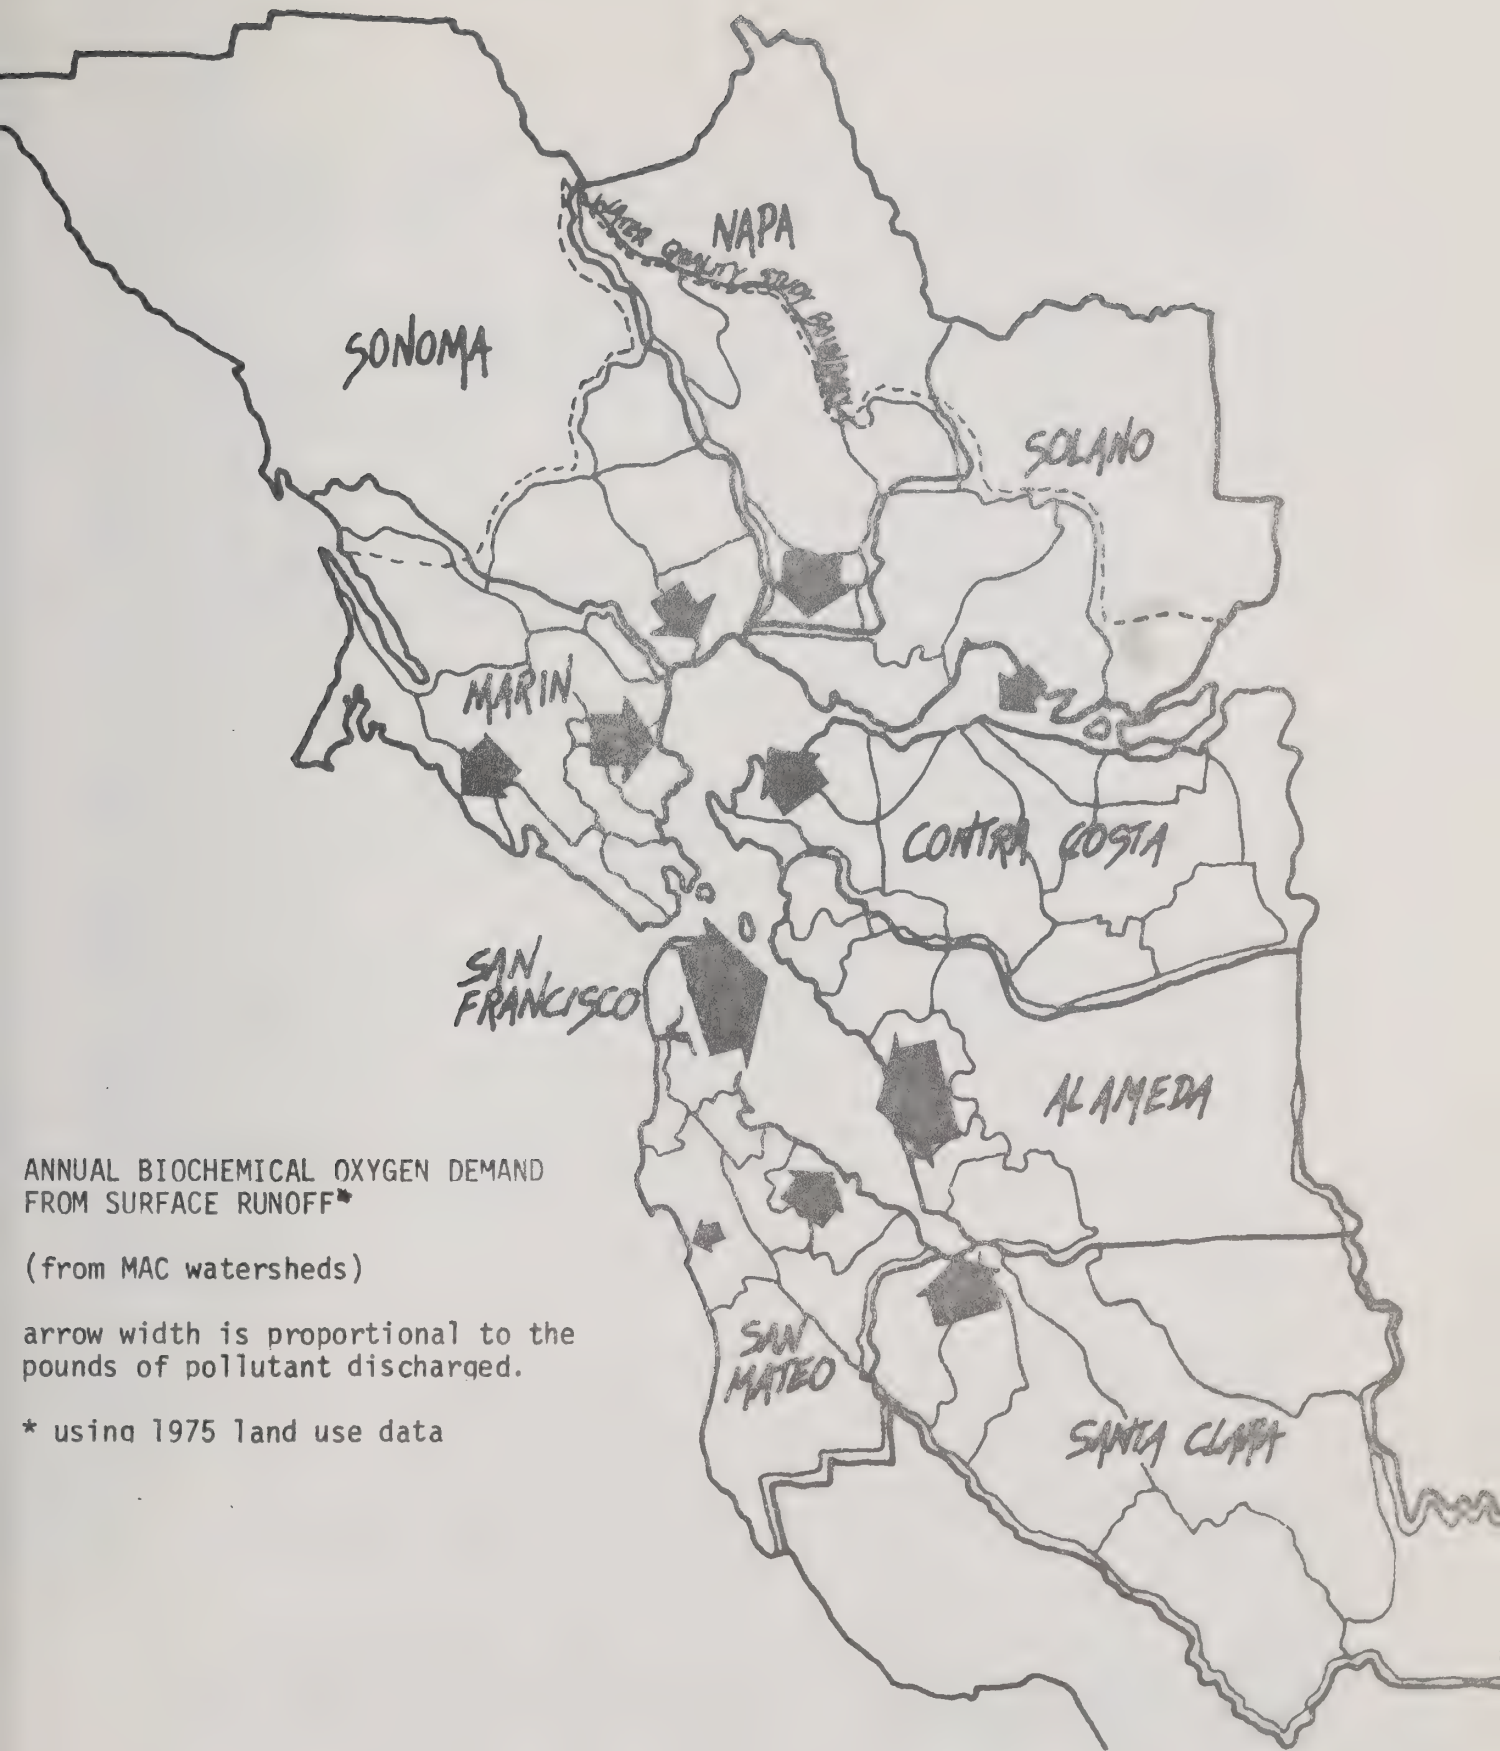 NAPA
WATER QUALITY STUDY BOUNDARY
SONOMA
SOLANO
MARIN
CONTRA COSTA
SAN
FRANCISCO
ALAMEDA
ANNUAL BIOCHEMICAL OXYGEN DEMAND
FROM SURFACE RUNOFF*
(from MAC watersheds)
arrow width is proportional to the
pounds of pollutant discharged.
* using 1975 land use data
SAN
MATEO
SANTA CLARA